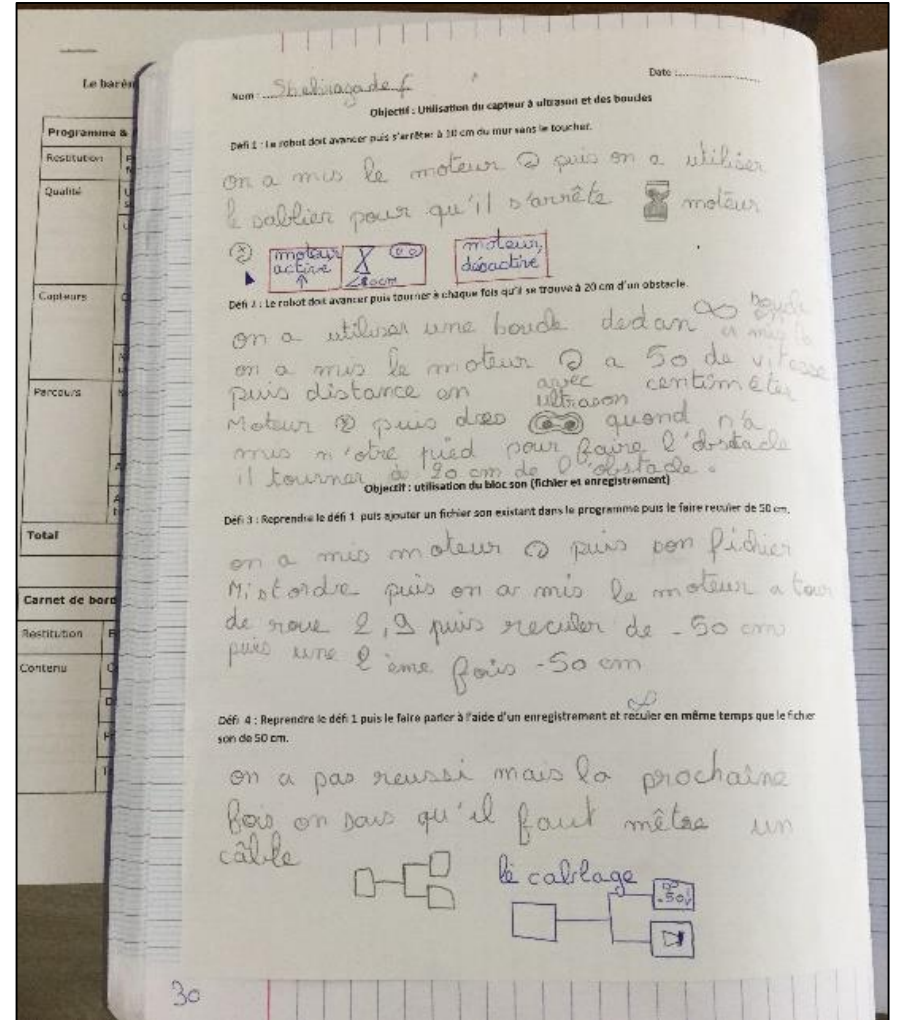 Le barè
Programme &
Restitution
Qualité
Capteurs
Parcours
Total
Carnet de bord
Restitution
Contenu
Nom : Date :
Objectif : Utilisation du capteur à ultrason et des boucles
Défi 1 : Le robot doit avancer puis s'arrêter à 10 cm du mur sans le toucher.
on a mis le moteur puis on a utiliser
le sablier pour qu'il s'arrête moteur
moteur moteur
active désactivé
Défi 2 : Le robot doit avancer puis tourner à chaque fois qu'il se trouve à 20 cm d'un obstacle.
on a utiliser une boucle dedan ∞ boucle
on a mis le moteur a 50 de vitesse
puis distance en avec centimètre
ultrason
Moteur puis quond n'a
mis n'otre pied pour faire l'obstacle
il tourner de 20 cm de l'obstacle.
Objectif : utilisation du bloc son (fichier et enregistrement)
Défi 3 : Reprendre le défi 1 puis ajouter un fichier son existant dans le programme puis le faire reculer de 50 cm.
on a mis moteur puis son fichier
puis on a mis le moteur a tour
de roue 2,9 puis reculer de -50 cm
puis une 2 ème fois -50 cm
Défi 4 : Reprendre le défi 1 puis le faire parler à l'aide d'un enregistrement et reculer en même temps que le fichier
son de 50 cm.
on a pas reussi mais la prochaine
fois on sais qu'il faut mêtre un
câble
le cablage
-50
30